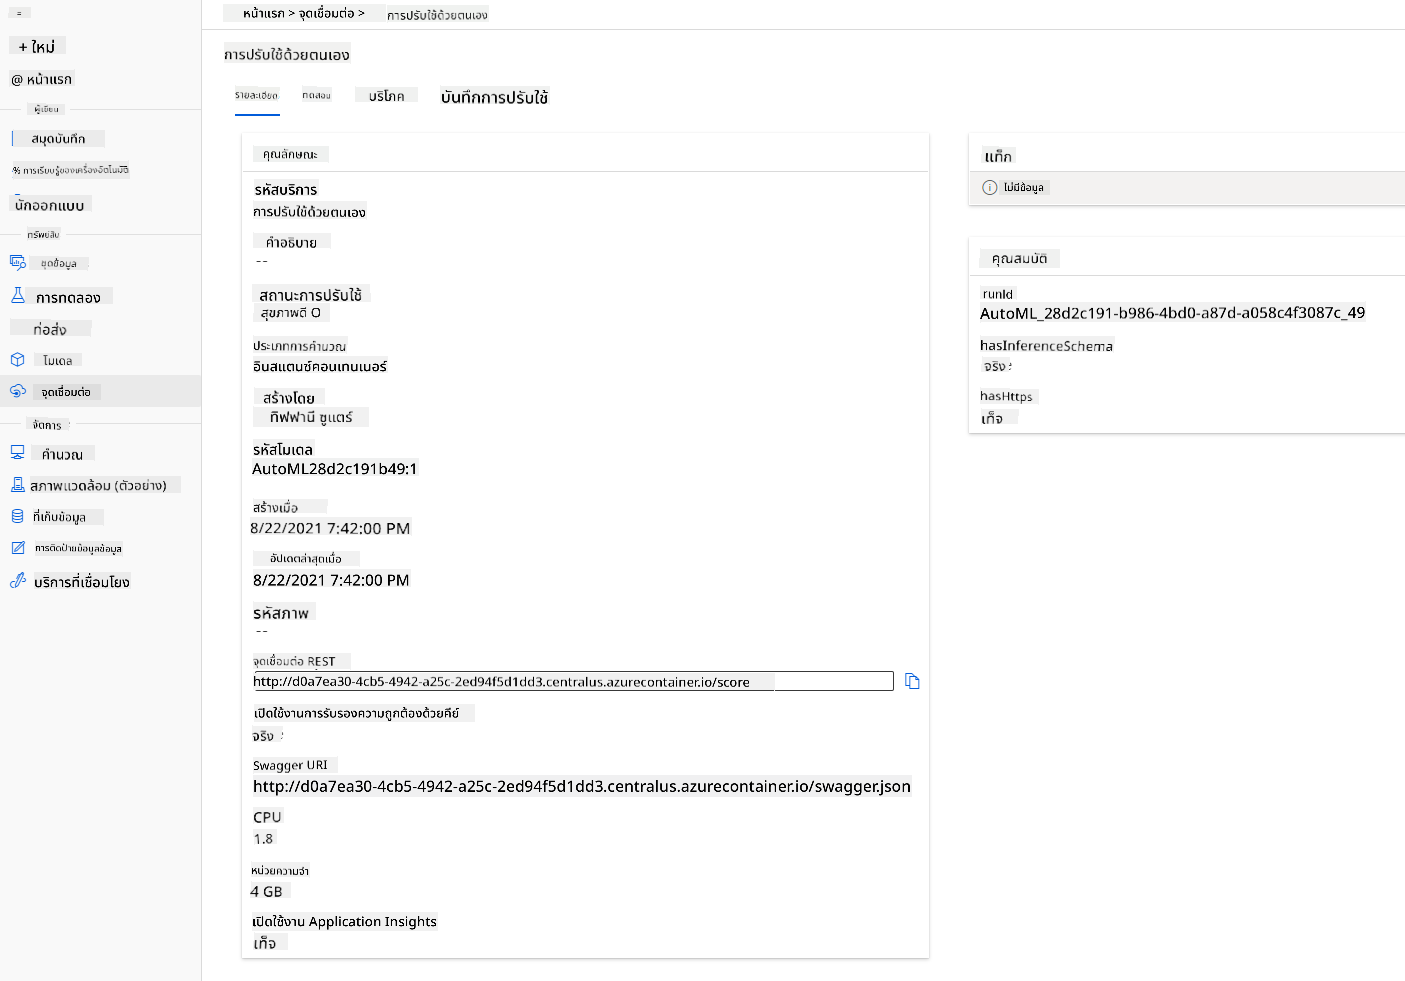 + ใหม่
@ หน้าแรก
ผู้เขียน
สมุดบันทึก
% การเรียนรู้ของเครื่องอัตโนมัติ
นักออกแบบ
ทรัพย์สิน
ชุดข้อมูล
การทดลอง
ท่อส่ง
โมเดล
จุดเชื่อมต่อ
จัดการ
คำนวณ
สภาพแวดล้อม (ตัวอย่าง)
ที่เก็บข้อมูล
การติดป้ายข้อมูลข้อมูล
บริการที่เชื่อมโยง
หน้าแรก > จุดเชื่อมต่อ > การปรับใช้ด้วยตนเอง
การปรับใช้ด้วยตนเอง
รายละเอียด ทดสอบ บริโภค บันทึกการปรับใช้
คุณลักษณะ
รหัสบริการ
การปรับใช้ด้วยตนเอง
คำอธิบาย
--
สถานะการปรับใช้
สุขภาพดี O
ประเภทการคำนวณ
อินสแตนซ์คอนเทนเนอร์
สร้างโดย
ทิฟฟานี ซูแตร์
รหัสโมเดล
AutoML28d2c191b49:1
สร้างเมื่อ
8/22/2021 7:42:00 PM
อัปเดตล่าสุดเมื่อ
8/22/2021 7:42:00 PM
รหัสภาพ
--
จุดเชื่อมต่อ REST
http://d0a7ea30-4cb5-4942-a25c-2ed94f5d1dd3.centralus.azurecontainer.io/score
เปิดใช้งานการรับรองความถูกต้องด้วยคีย์
จริง
Swagger URI
http://d0a7ea30-4cb5-4942-a25c-2ed94f5d1dd3.centralus.azurecontainer.io/swagger.json
CPU
1.8
หน่วยความจำ
4 GB
เปิดใช้งาน Application Insights
เท็จ
แท็ก
ไม่มีข้อมูล
คุณสมบัติ
runId
AutoML_28d2c191-b986-4bd0-a87d-a058c4f3087c_49
hasInferenceSchema
จริง
hasHttps
เท็จ